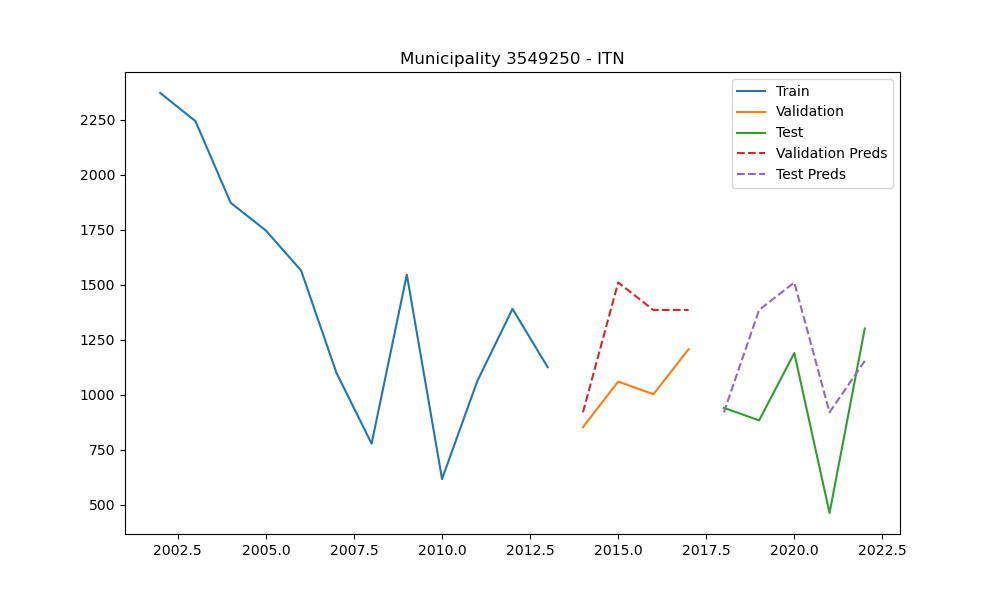 Municipality 3549250 - ITN
Train
Validation
Test
Validation Preds
Test Preds
2250
2000
1750
1500
1250
1000
750
500
2002.5 2005.0 2007.5 2010.0 2012.5 2015.0 2017.5 2020.0 2022.5